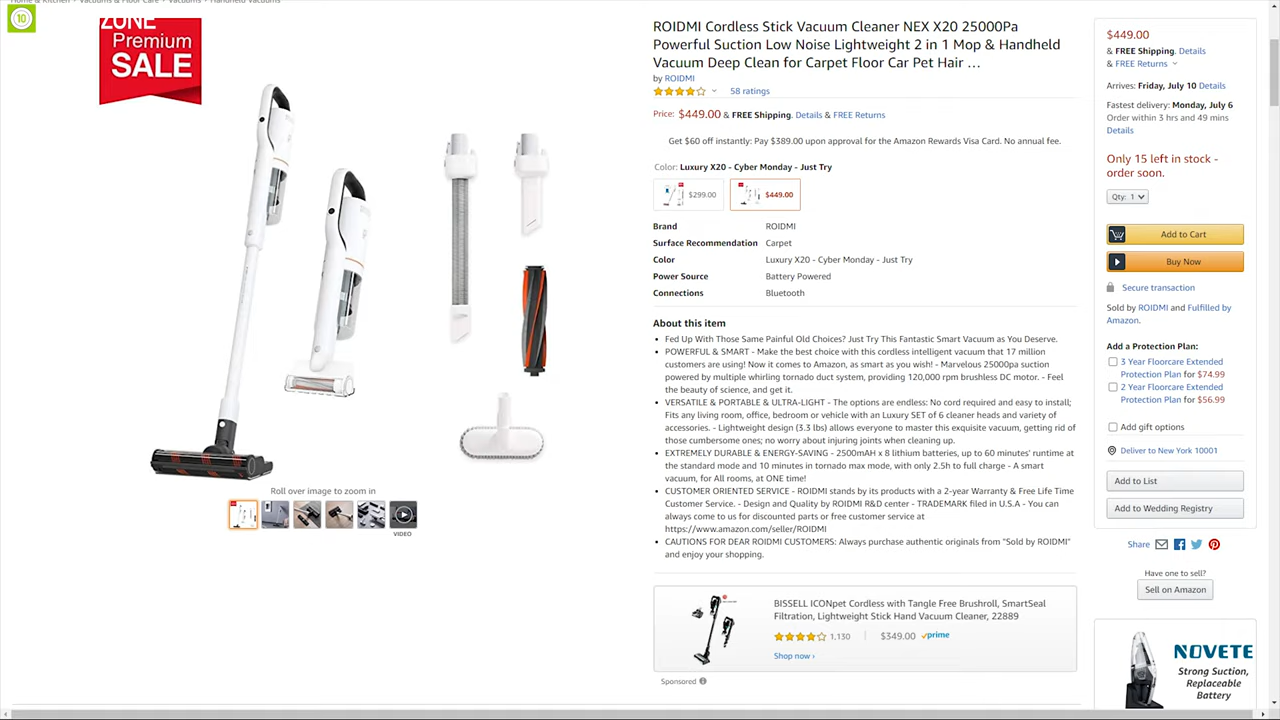 Home & Kitchen › Vacuums & Floor Care › Vacuums › Handheld Vacuums
10
ZONE
Premium
SALE
Roll over image to zoom in
VIDEO
ROIDMI Cordless Stick Vacuum Cleaner NEX X20 25000Pa
Powerful Suction Low Noise Lightweight 2 in 1 Mop & Handheld
Vacuum Deep Clean for Carpet Floor Car Pet Hair …
by ROIDMI
58 ratings
Price: $449.00 & FREE Shipping. Details & FREE Returns
Get $60 off instantly: Pay $389.00 upon approval for the Amazon Rewards Visa Card. No annual fee.
Color: Luxury X20 - Cyber Monday - Just Try
$299.00
$449.00
Brand ROIDMI
Surface Recommendation Carpet
Color Luxury X20 - Cyber Monday - Just Try
Power Source Battery Powered
Connections Bluetooth
About this item
• Fed Up With Those Same Painful Old Choices? Just Try This Fantastic Smart Vacuum as You Deserve.
• POWERFUL & SMART - Make the best choice with this cordless intelligent vacuum that 17 million
customers are using! Now it comes to Amazon, as smart as you wish! - Marvelous 25000pa suction
powered by multiple whirling tornado duct system, providing 120,000 rpm brushless DC motor. - Feel
the beauty of science, and get it.
• VERSATILE & PORTABLE & ULTRA-LIGHT - The options are endless: No cord required and easy to install;
Fits any living room, office, bedroom or vehicle with an Luxury SET of 6 cleaner heads and variety of
accessories. - Lightweight design (3.3 lbs) allows everyone to master this exquisite vacuum, getting rid of
those cumbersome ones; no worry about injuring joints when cleaning up.
• EXTREMELY DURABLE & ENERGY-SAVING - 2500MAH x 8 lithium batteries, up to 60 minutes' runtime at
the standard mode and 10 minutes in tornado max mode, with only 2.5h to full charge - A smart
vacuum, for All rooms, at ONE time!
• CUSTOMER ORIENTED SERVICE - ROIDMI stands by its products with a 2-year Warranty & Free Life Time
Customer Service. - Design and Quality by ROIDMI R&D center - TRADEMARK filed in U.S.A - You can
always come to us for discounted parts or free customer service at
https://www.amazon.com/seller/ROIDMI
• CAUTIONS FOR DEAR ROIDMI CUSTOMERS: Always purchase authentic originals from "Sold by ROIDMI"
and enjoy your shopping.
BISSELL ICONpet Cordless with Tangle Free Brushroll, SmartSeal
Filtration, Lightweight Stick Hand Vacuum Cleaner, 22889
1,130 $349.00 prime
Shop now ›
Sponsored
$449.00
& FREE Shipping. Details
& FREE Returns
Arrives: Friday, July 10 Details
Fastest delivery: Monday, July 6
Order within 3 hrs and 49 mins
Details
Only 15 left in stock -
order soon.
Qty: 1
Add to Cart
Buy Now
Secure transaction
Sold by ROIDMI and Fulfilled by
Amazon.
Add a Protection Plan:
3 Year Floorcare Extended
Protection Plan for $74.99
2 Year Floorcare Extended
Protection Plan for $56.99
Add gift options
Deliver to New York 10001
Add to List
Add to Wedding Registry
Share
Have one to sell?
Sell on Amazon
NOVETE
Strong Suction,
Replaceable
Battery